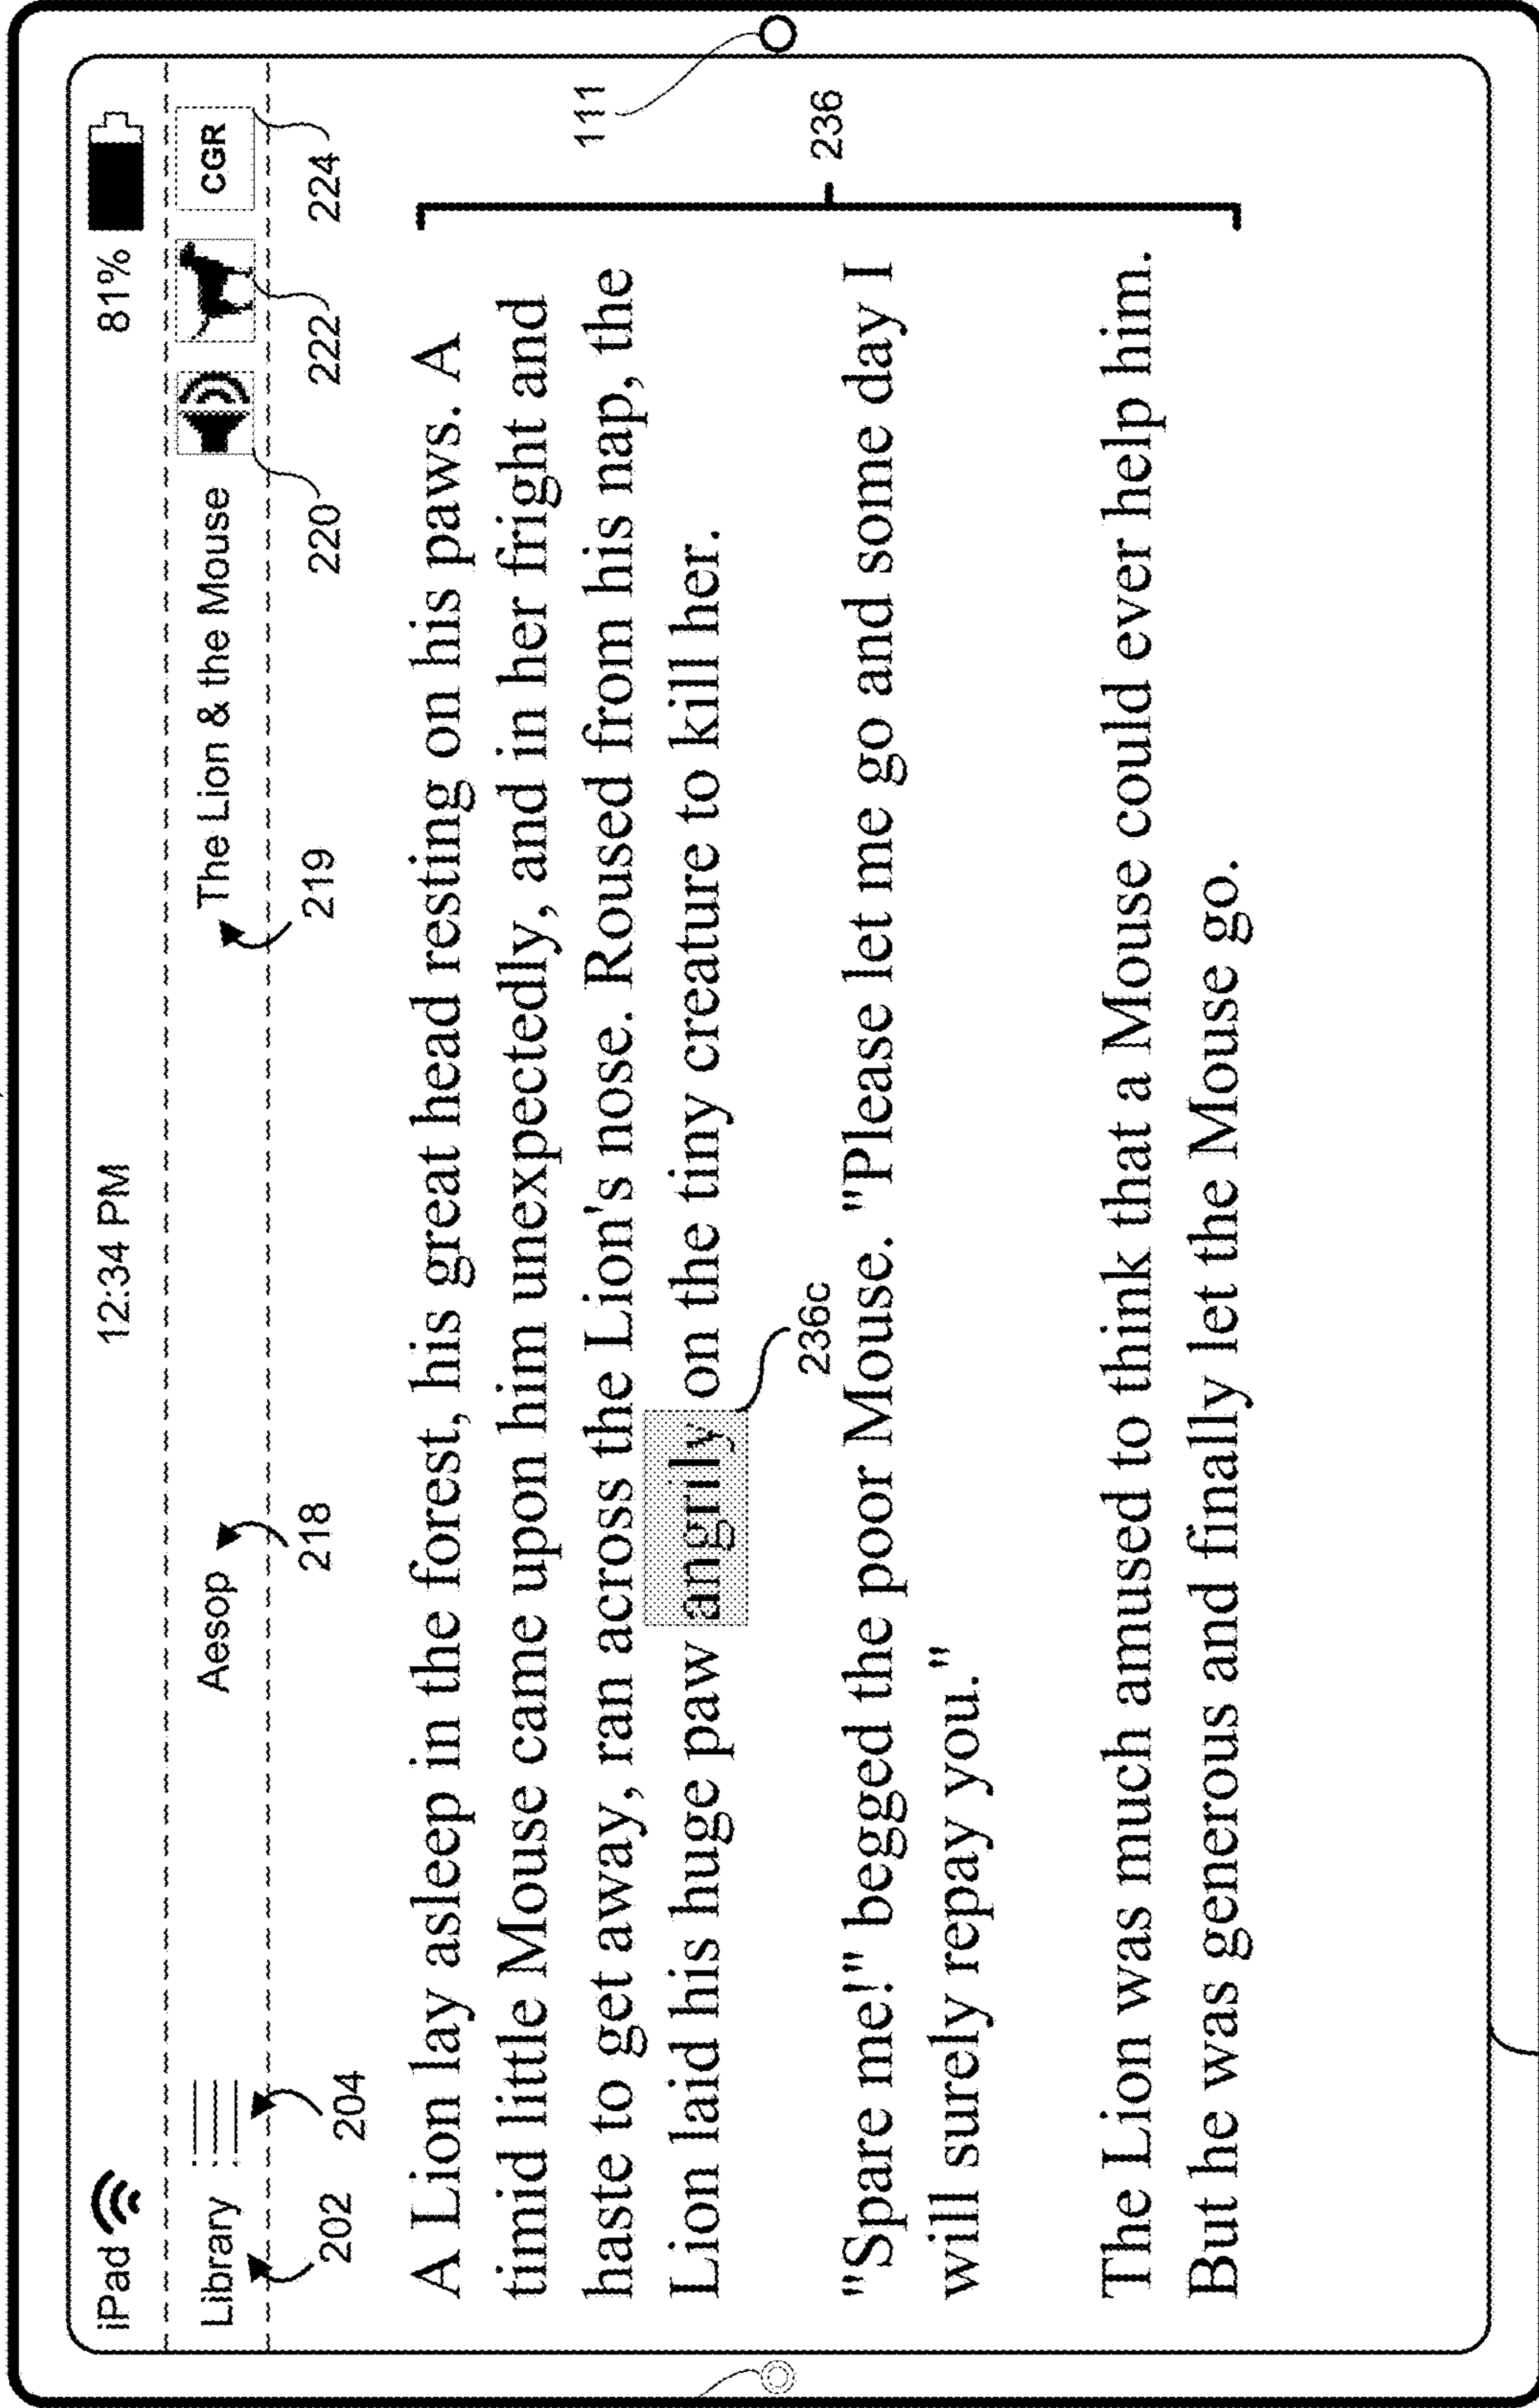 iPad 12:34 PM 81%
Library Aesop The Lion & the Mouse CGR
202 204 218 219 220 222 224
A Lion lay asleep in the forest, his great head resting on his paws. A
timid little Mouse came upon him unexpectedly, and in her fright and
haste to get away, ran across the Lion's nose. Roused from his nap, the
Lion laid his huge paw angrily on the tiny creature to kill her.
111
236c
236
"Spare me!" begged the poor Mouse. "Please let me go and some day I
will surely repay you."
The Lion was much amused to think that a Mouse could ever help him.
But he was generous and finally let the Mouse go.